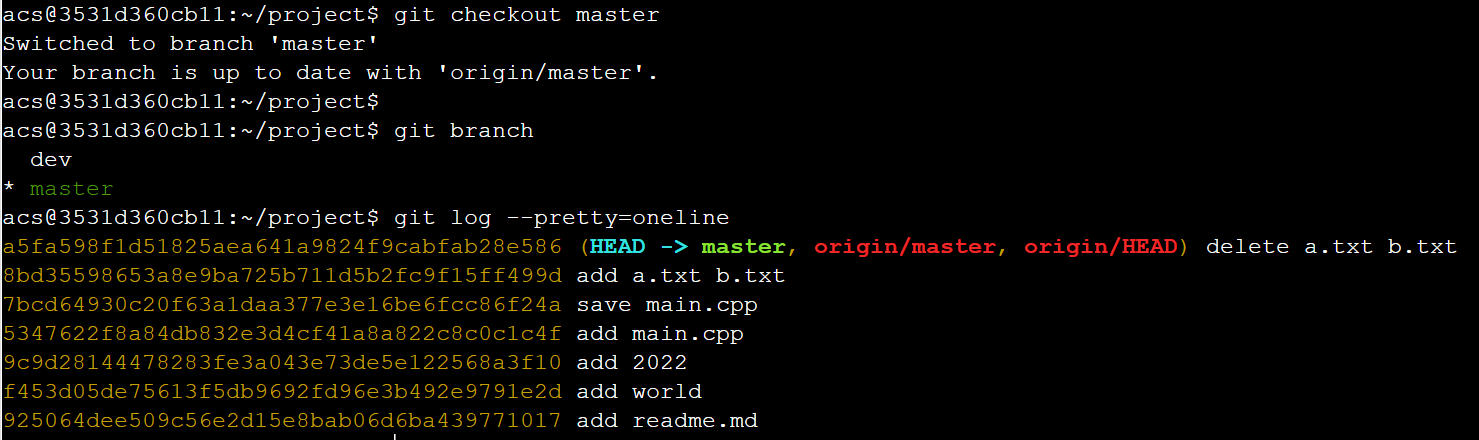 acs@3531d360cb11:~/project$ git checkout master
Switched to branch 'master'
Your branch is up to date with 'origin/master'.
acs@3531d360cb11:~/project$
acs@3531d360cb11:~/project$ git branch
  dev
* master
acs@3531d360cb11:~/project$ git log --pretty=oneline
a5fa598f1d51825aea641a9824f9cabfab28e586 (HEAD -> master, origin/master, origin/HEAD) delete a.txt b.txt
8bd35598653a8e9ba725b711d5b2fc9f15ff499d add a.txt b.txt
7bcd64930c20f63a1daa377e3e16be6fcc86f24a save main.cpp
5347622f8a84db832e3d4cf41a8a822c8c0c1c4f add main.cpp
9c9d28144478283fe3a043e73de5e122568a3f10 add 2022
f453d05de75613f5db9692fd96e3b492e9791e2d add world
925064dee509c56e2d15e8bab06d6ba439771017 add readme.md